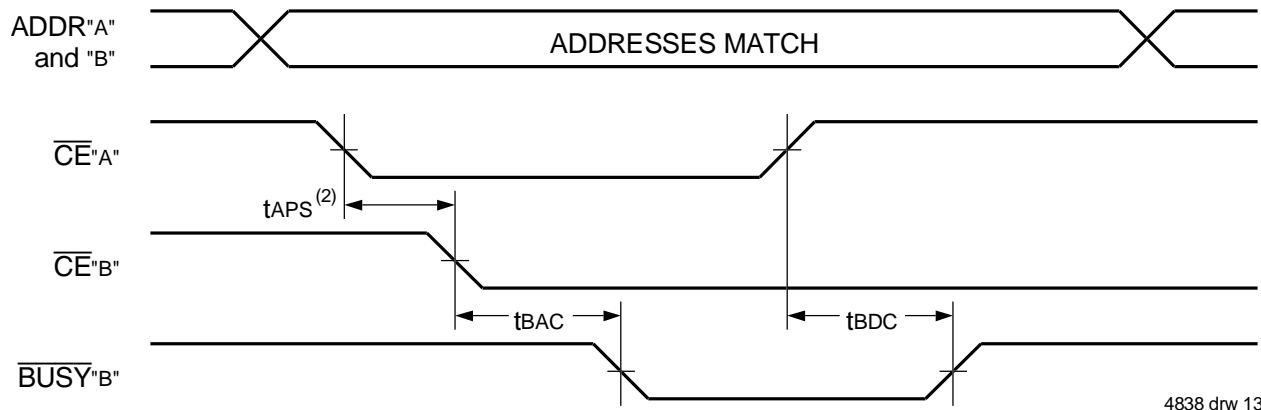 ADDR"A"
and "B"
ADDRESSES MATCH
CE"A"
tAPS(2)
CE"B"
tBAC
tBDC
BUSY"B"
4838 drw 13